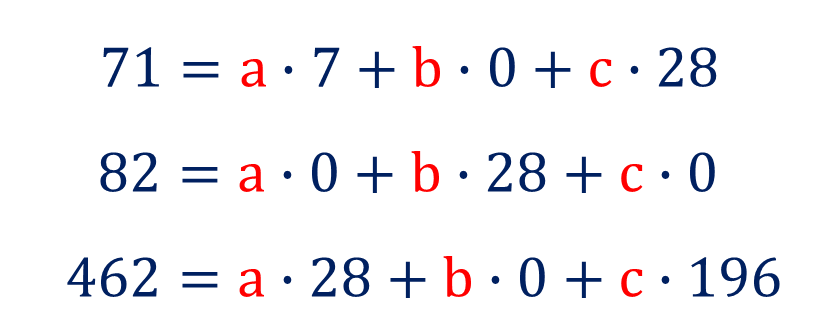 71 = a · 7 + b · 0 + c · 28
82 = a · 0 + b · 28 + c · 0
462 = a · 28 + b · 0 + c · 196